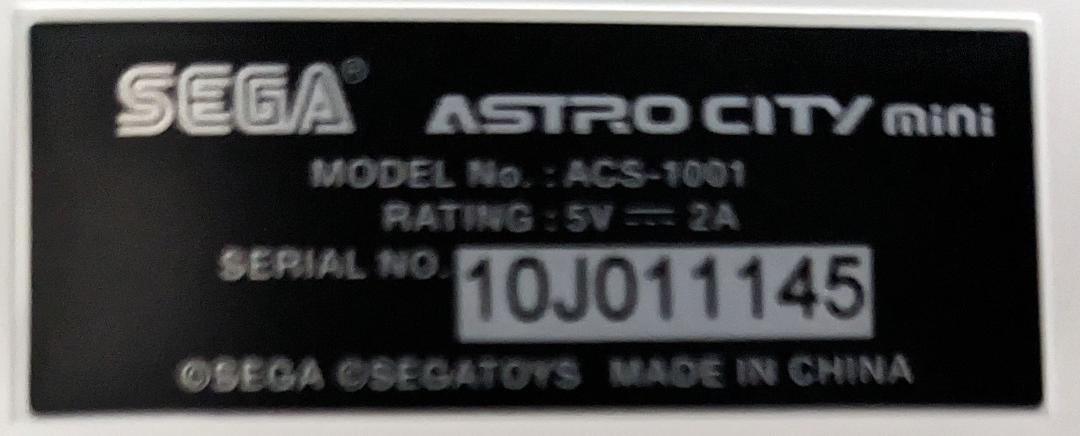 SEGA® ASTRO CITY mini
MODEL No. : ACS-1001
RATING : 5V ⎓ 2A
SERIAL NO. 10J011145
©SEGA ©SEGATOYS MADE IN CHINA